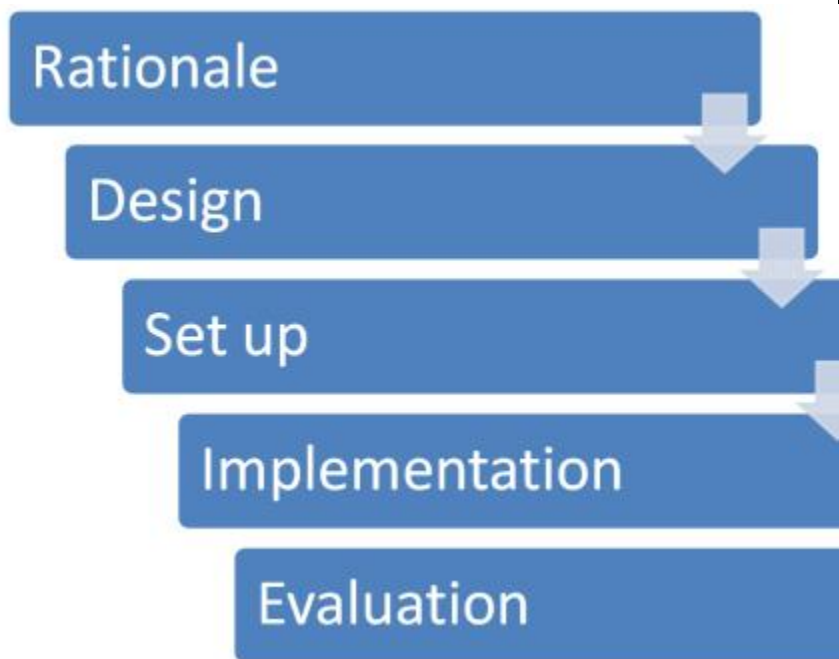 Rationale
Design
Set up
Implementation
Evaluation